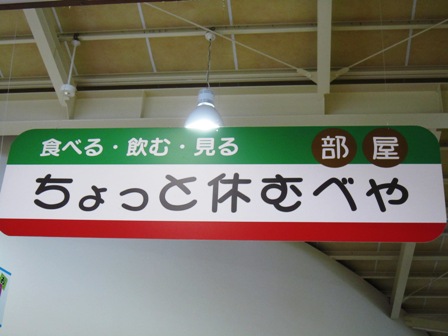 食べる・飲む・見る 部屋
ちょっと休むべや